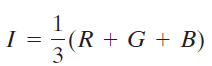 I = 1/3 (R + G + B)